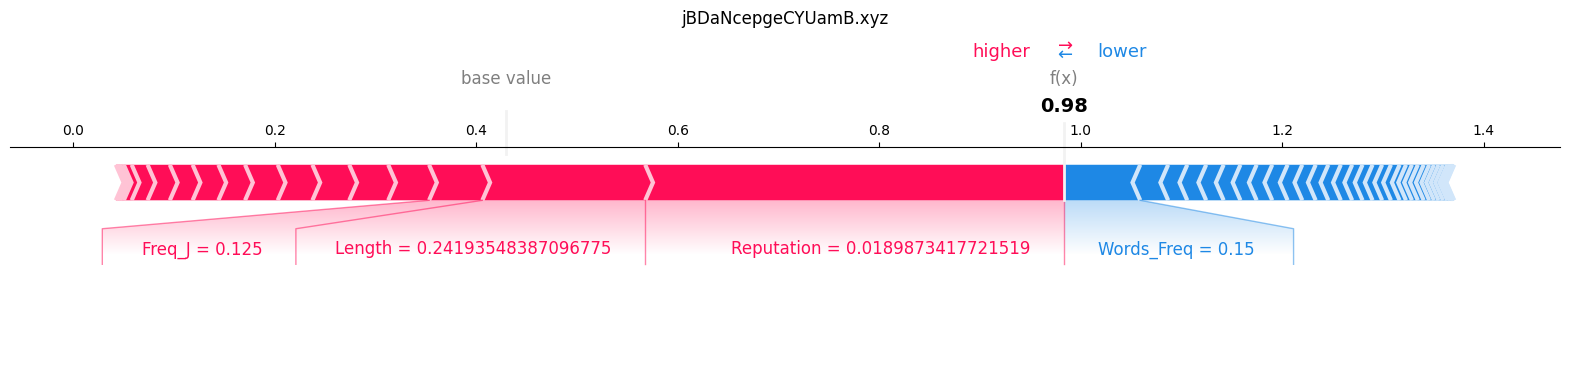 jBDaNcepgeCYUamB.xyz
higher ⇄ lower
base value f(x)
0.98
0.0 0.2 0.4 0.6 0.8 1.0 1.2 1.4
Freq_J = 0.125 Length = 0.24193548387096775 Reputation = 0.0189873417721519 Words_Freq = 0.15